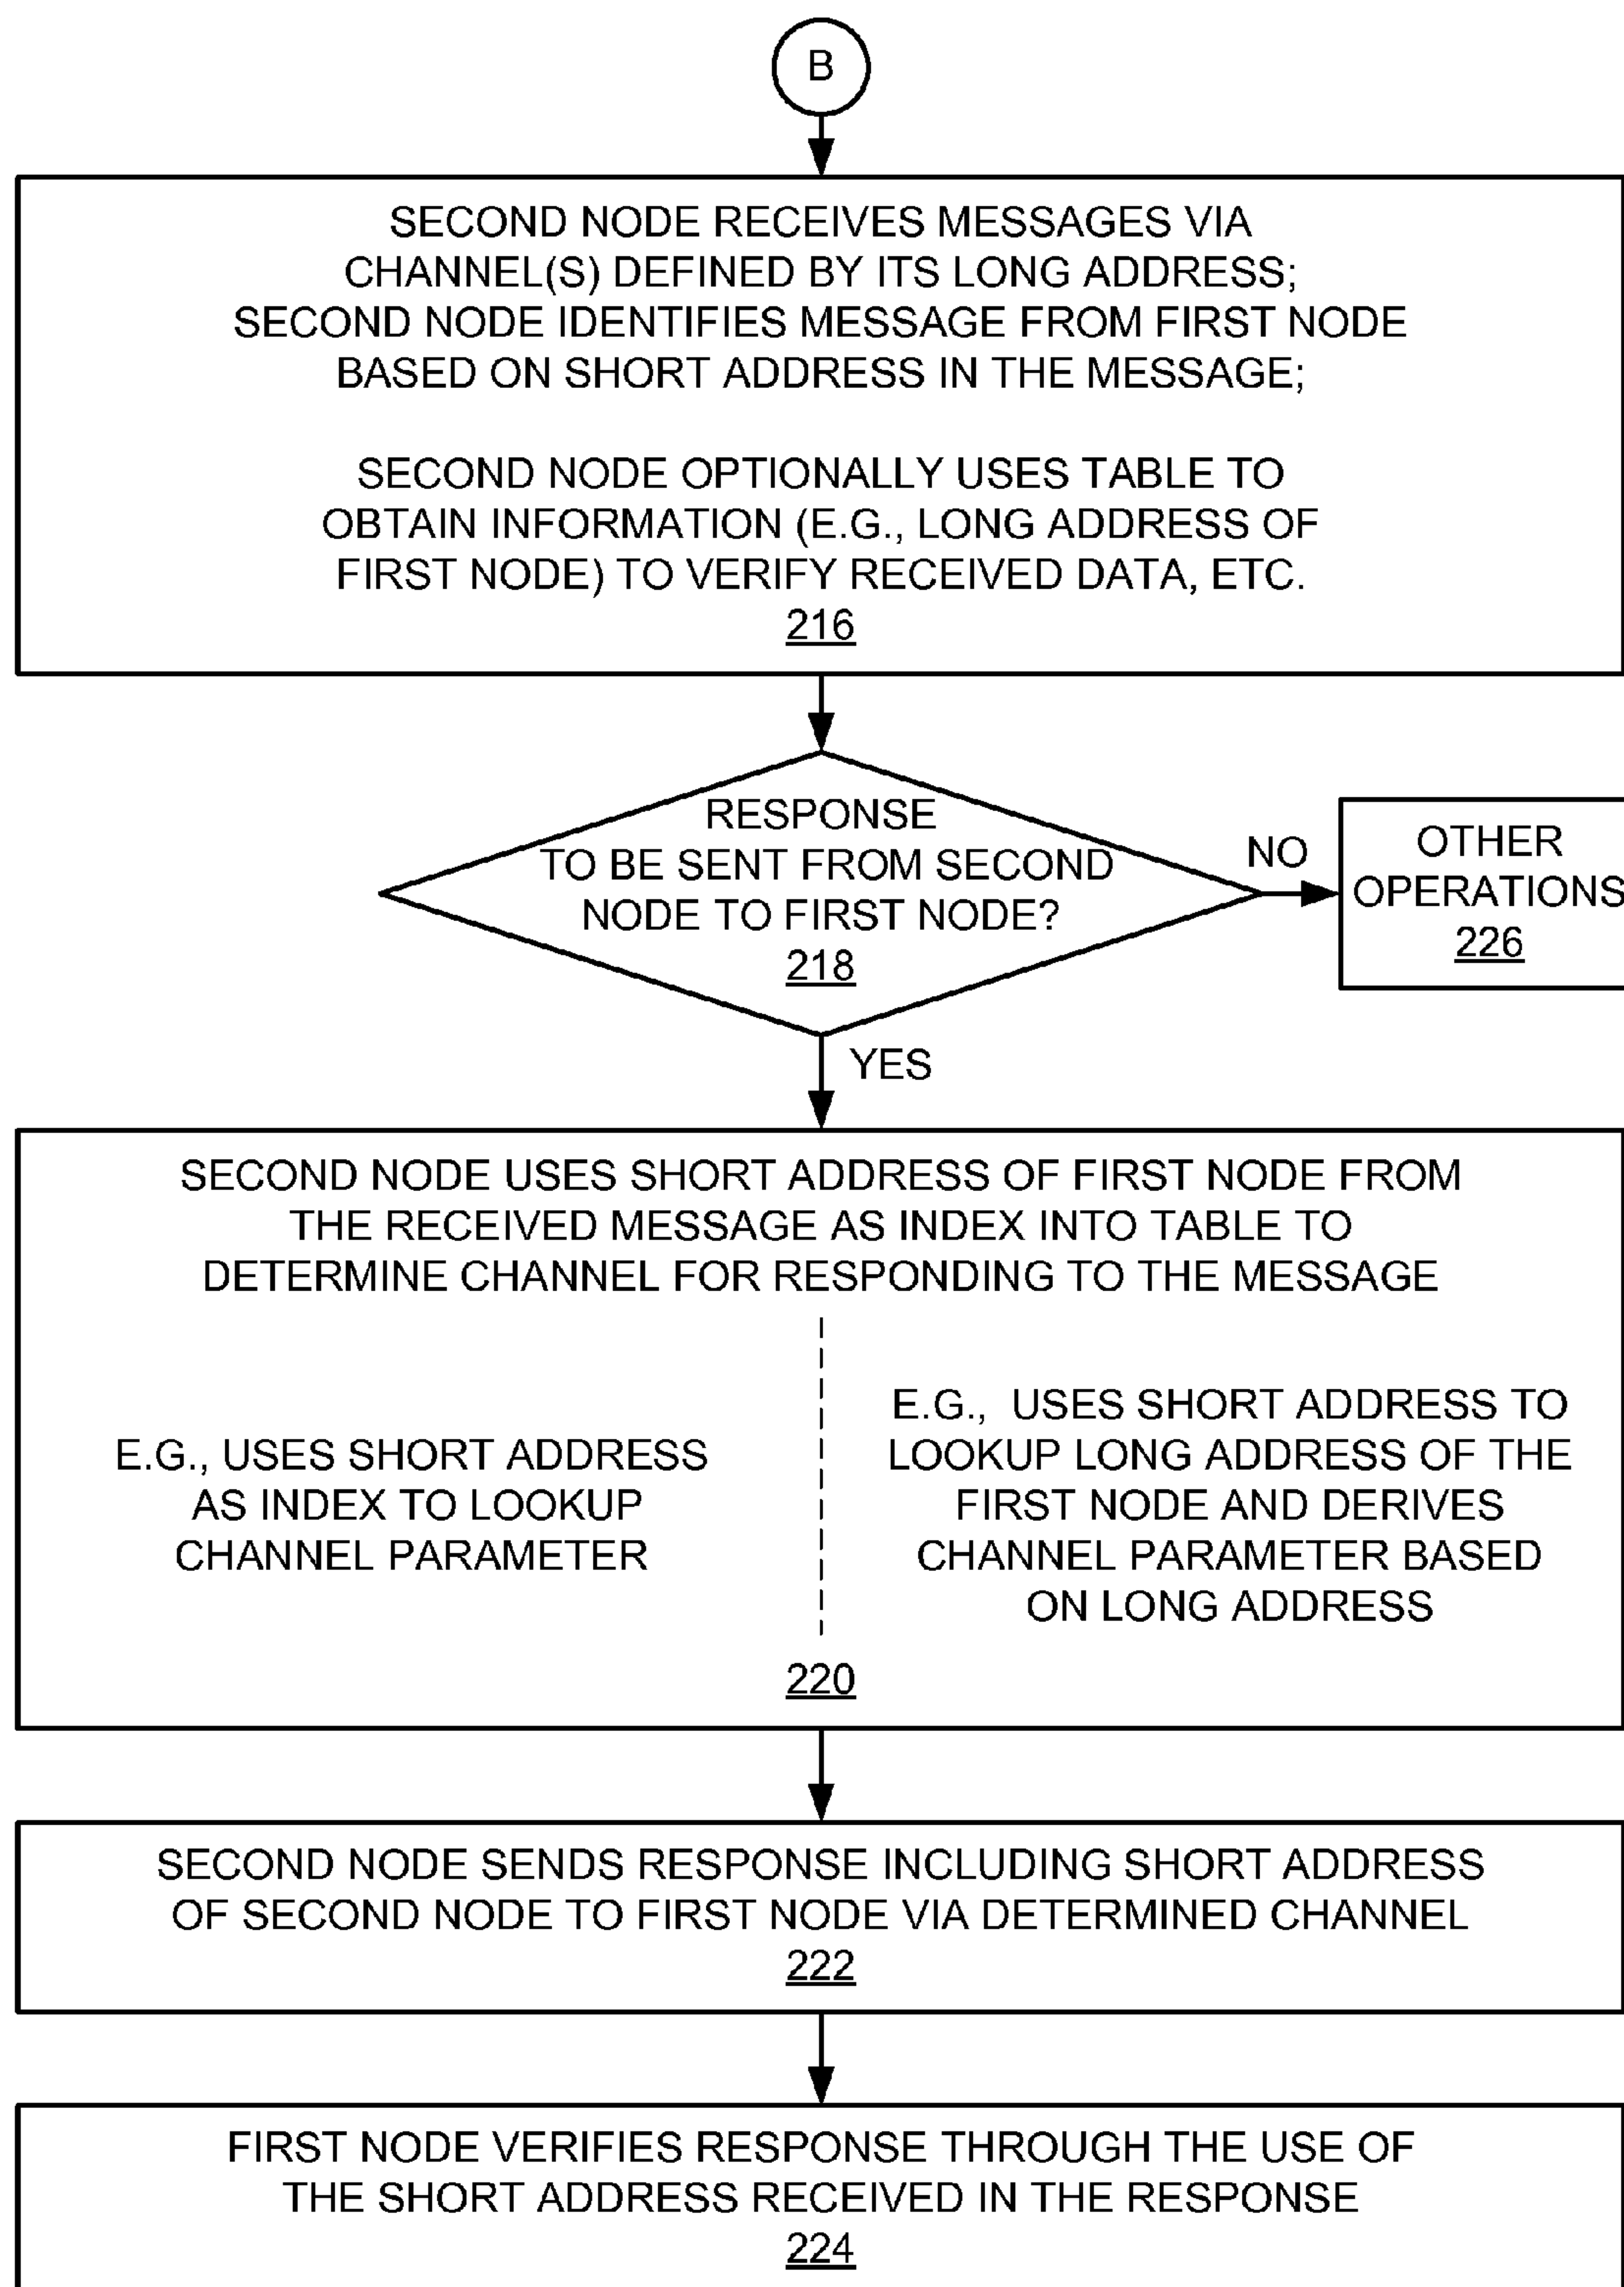 B
SECOND NODE RECEIVES MESSAGES VIA
CHANNEL(S) DEFINED BY ITS LONG ADDRESS;
SECOND NODE IDENTIFIES MESSAGE FROM FIRST NODE
BASED ON SHORT ADDRESS IN THE MESSAGE;
SECOND NODE OPTIONALLY USES TABLE TO
OBTAIN INFORMATION (E.G., LONG ADDRESS OF
FIRST NODE) TO VERIFY RECEIVED DATA, ETC.
216
RESPONSE
TO BE SENT FROM SECOND
NODE TO FIRST NODE?
218
NO
OTHER
OPERATIONS
226
YES
SECOND NODE USES SHORT ADDRESS OF FIRST NODE FROM
THE RECEIVED MESSAGE AS INDEX INTO TABLE TO
DETERMINE CHANNEL FOR RESPONDING TO THE MESSAGE
E.G., USES SHORT ADDRESS
AS INDEX TO LOOKUP
CHANNEL PARAMETER
E.G., USES SHORT ADDRESS TO
LOOKUP LONG ADDRESS OF THE
FIRST NODE AND DERIVES
CHANNEL PARAMETER BASED
ON LONG ADDRESS
220
SECOND NODE SENDS RESPONSE INCLUDING SHORT ADDRESS
OF SECOND NODE TO FIRST NODE VIA DETERMINED CHANNEL
222
FIRST NODE VERIFIES RESPONSE THROUGH THE USE OF
THE SHORT ADDRESS RECEIVED IN THE RESPONSE
224